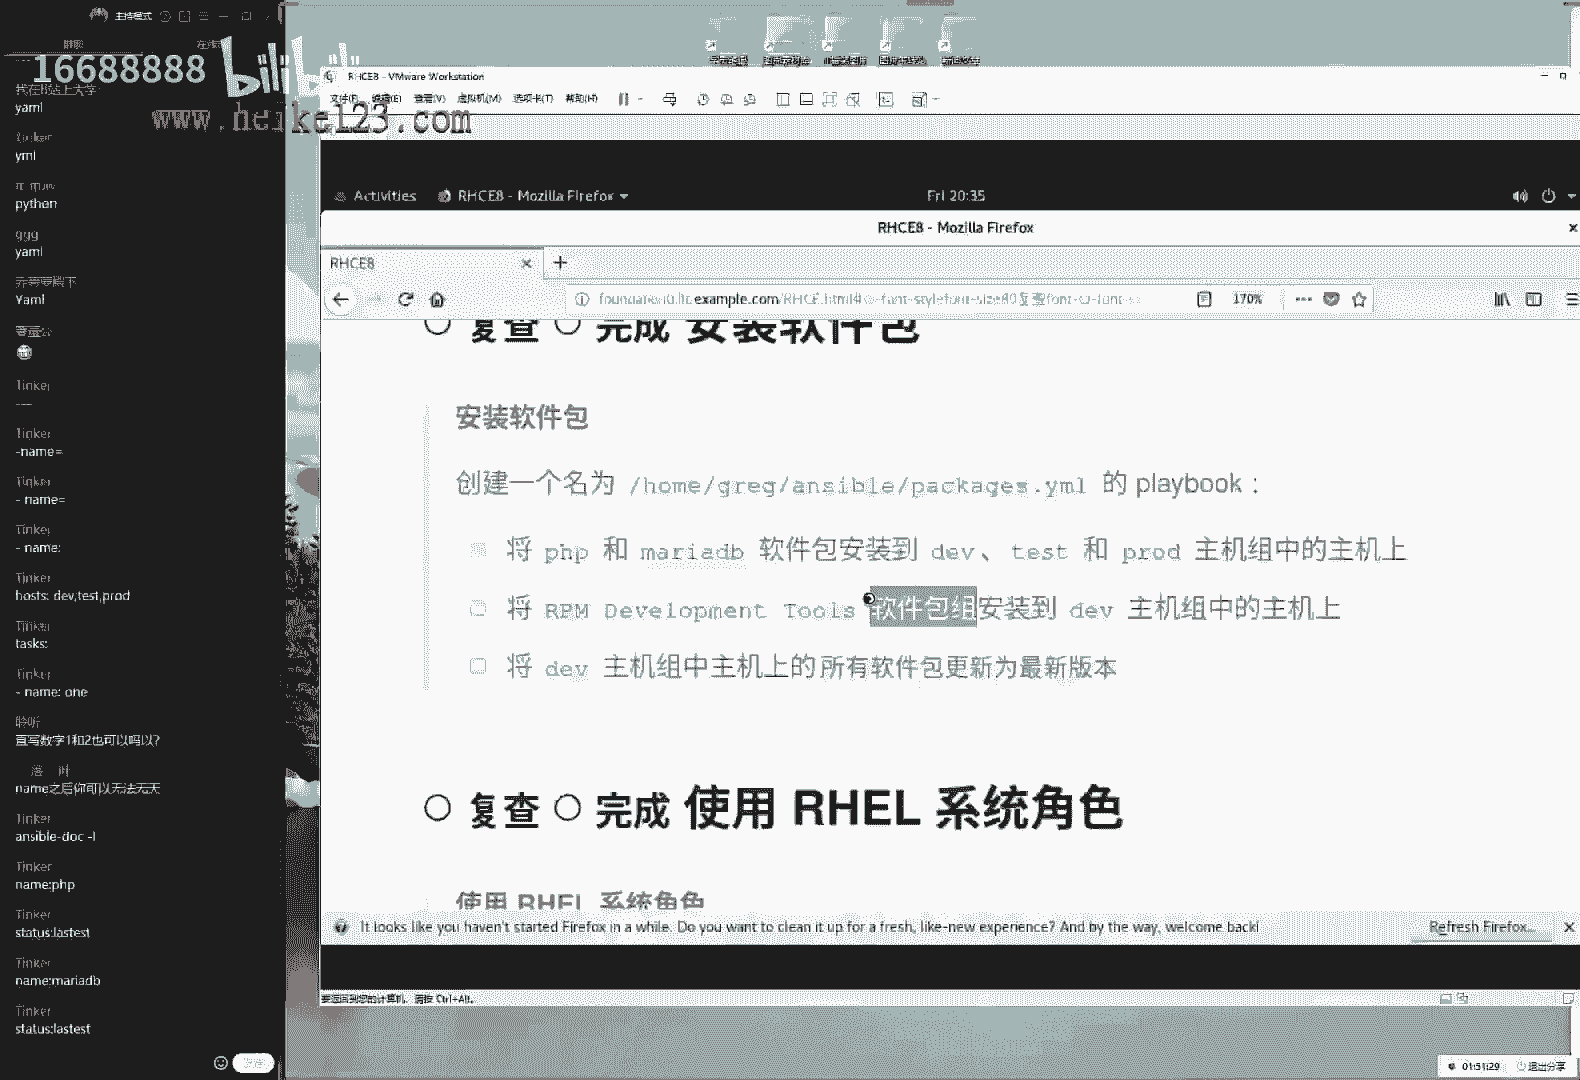 主持模式
16688888
bilibili
www.heike123.com
找在B站上大学
yaml
Tinker
yml
python
ggg
yaml
Yaml
Tinker
----
Tinker
-name=
Tinker
- name=
Tinker
- name:
Tinker
hosts: dev,test,prod
Tinker
tasks:
Tinker
- name: one
聆听
直写数字1和2也可以吗以?
name之后你可以无法无天
Tinker
ansible-doc -l
Tinker
name:php
Tinker
status:lastest
Tinker
name:mariadb
Tinker
status:lastest
RHCE8 - VMware Workstation
文件(F) 编辑(E) 查看(V) 虚拟机(M) 选项卡(T) 帮助(H)
Activities RHCE8 - Mozilla Firefox Fri 20:35
RHCE8 - Mozilla Firefox
RHCE8
170%
复查 完成 安装软件包
安装软件包
创建一个名为 /home/greg/ansible/packages.yml 的 playbook：
将 php 和 mariadb 软件包安装到 dev、test 和 prod 主机组中的主机上
将 RPM Development Tools 软件包组安装到 dev 主机组中的主机上
将 dev 主机组中主机上的所有软件包更新为最新版本
复查 完成 使用 RHEL 系统角色
使用 RHEL 系统角色
It looks like you haven't started Firefox in a while. Do you want to clean it up for a fresh, like-new experience? And by the way, welcome back!
Refresh Firefox...
要返回到您的计算机，请按 Ctrl+Alt。
01:51:29 退出分享